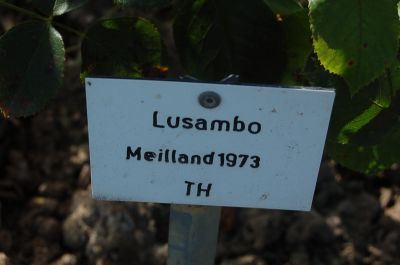 Lusambo
Meilland 1973
TH